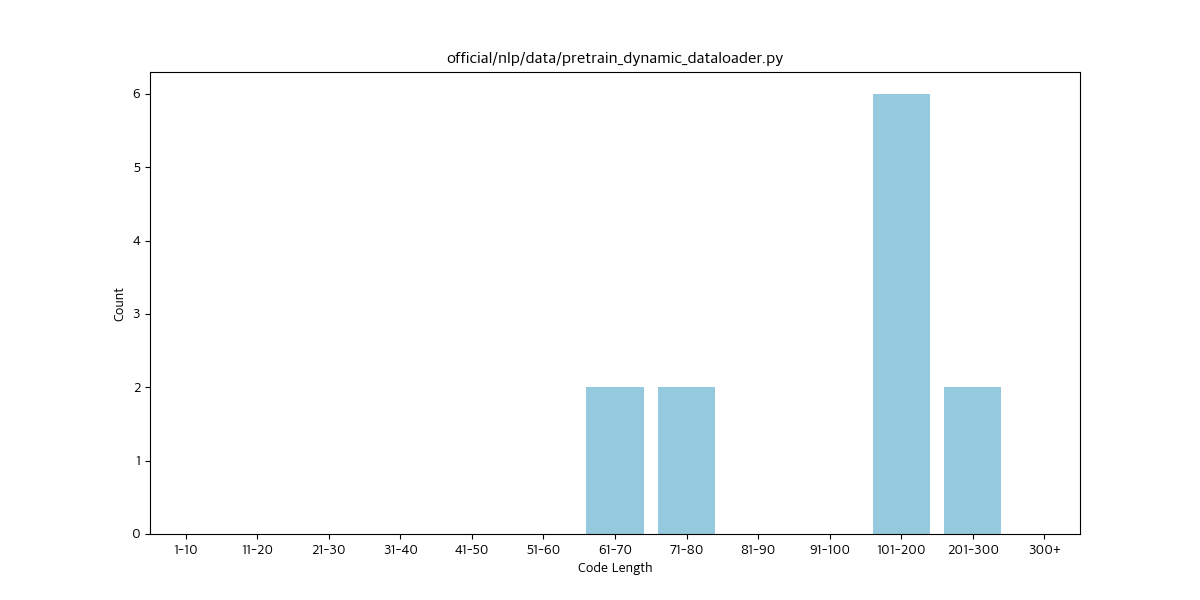 official/nlp/data/pretrain_dynamic_dataloader.py
6
5
4
3
2
1
0
Count
1-10 11-20 21-30 31-40 41-50 51-60 61-70 71-80 81-90 91-100 101-200 201-300 300+
Code Length